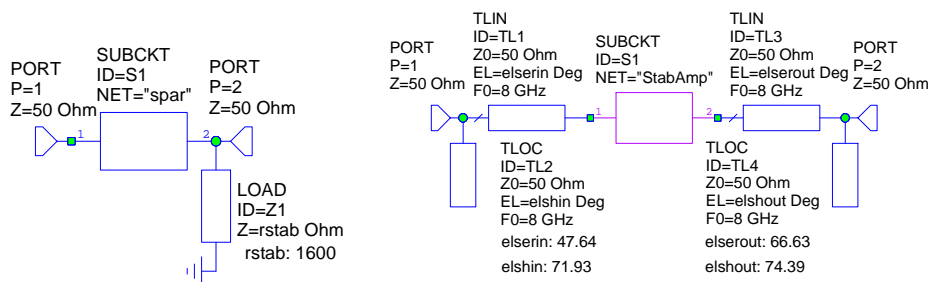 PORT
P=1
Z=50 Ohm
SUBCKT
ID=S1
NET="spar"
PORT
P=2
Z=50 Ohm
1
2
LOAD
ID=Z1
Z=rstab Ohm
rstab: 1600
PORT
P=1
Z=50 Ohm
TLIN
ID=TL1
Z0=50 Ohm
EL=elserin Deg
F0=8 GHz
SUBCKT
ID=S1
NET="StabAmp"
TLIN
ID=TL3
Z0=50 Ohm
EL=elserout Deg
F0=8 GHz
PORT
P=2
Z=50 Ohm
1
2
TLOC
ID=TL2
Z0=50 Ohm
EL=elshin Deg
F0=8 GHz
elserin: 47.64
elshin: 71.93
TLOC
ID=TL4
Z0=50 Ohm
EL=elshout Deg
F0=8 GHz
elserout: 66.63
elshout: 74.39